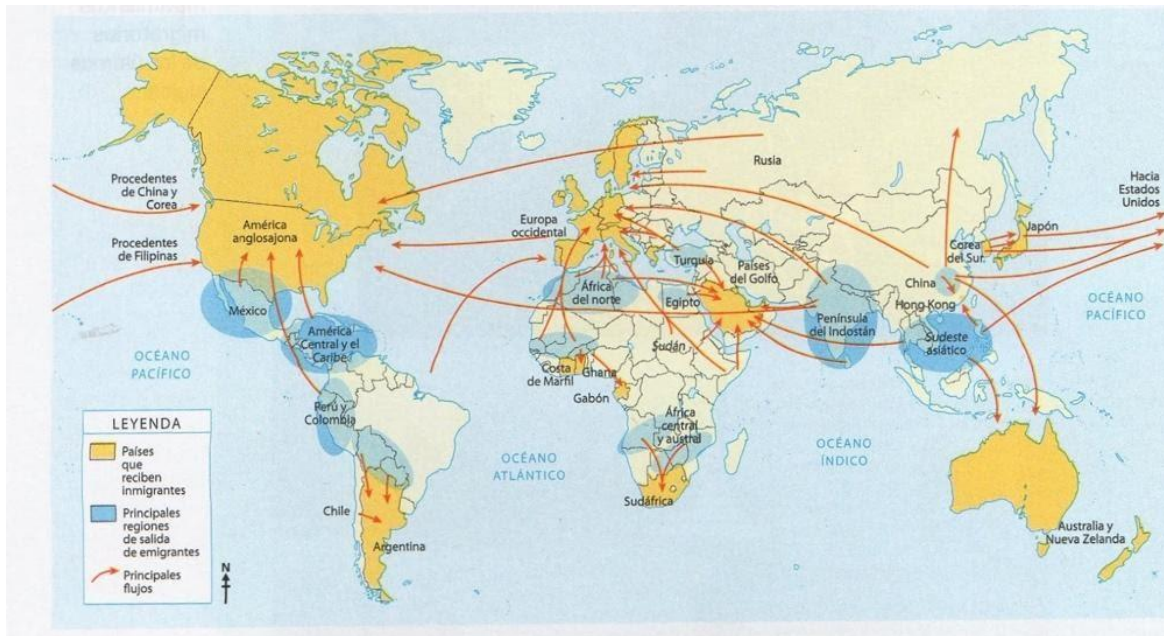 Procedentes
de China y
Corea
Procedentes
de Filipinas
América
anglosajona
México
América
Central y el
Caribe
Perú y
Colombia
Chile
Argentina
OCÉANO
PACÍFICO
OCÉANO
ATLÁNTICO
Europa
occidental
África
del norte
Turquía
Egipto
Países
del Golfo
Sudán
Costa
de Marfil
Ghana
Gabón
África
central
y austral
Sudáfrica
Rusia
Península
del Indostán
China
Hong Kong
Sudeste
asiático
Corea
del Sur
Japón
Hacia
Estados
Unidos
OCÉANO
PACÍFICO
OCÉANO
ÍNDICO
Australia y
Nueva Zelanda
LEYENDA
Países
que
reciben
inmigrantes
Principales
regiones
de salida
de emigrantes
Principales
flujos
N